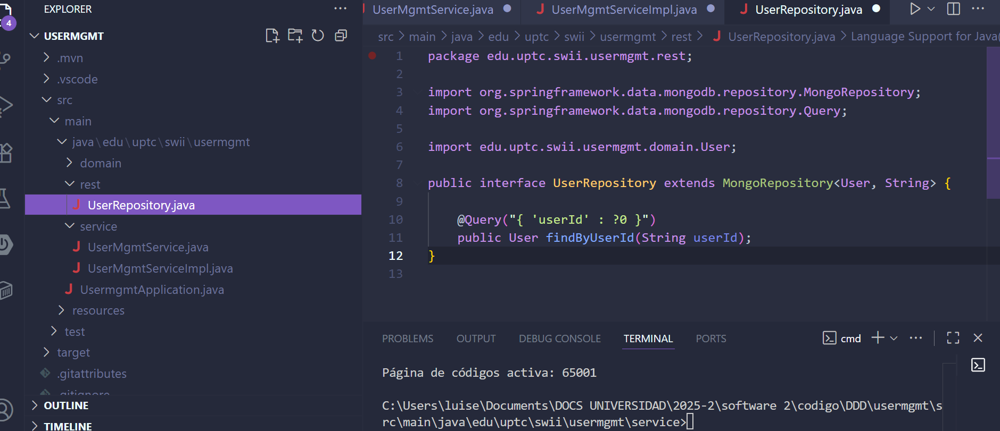 EXPLORER
4
USERMGMT
.mvn
.vscode
src
main
java\edu\uptc\swii\usermgmt
domain
rest
UserRepository.java
service
UserMgmtService.java
UserMgmtServiceImpl.java
UsermgmtApplication.java
resources
test
target
.gitattributes
.gitignore
OUTLINE
TIMELINE
UserMgmtService.java
UserMgmtServiceImpl.java
UserRepository.java
src > main > java > edu > uptc > swii > usermgmt > rest > UserRepository.java > Language Support for Java(
1 package edu.uptc.swii.usermgmt.rest;
2
3 import org.springframework.data.mongodb.repository.MongoRepository;
4 import org.springframework.data.mongodb.repository.Query;
5
6 import edu.uptc.swii.usermgmt.domain.User;
7
8 public interface UserRepository extends MongoRepository<User, String> {
9
10 @Query("{ 'userId' : ?0 }")
11 public User findByUserId(String userId);
12 }
13
PROBLEMS OUTPUT DEBUG CONSOLE TERMINAL PORTS cmd
Página de códigos activa: 65001
C:\Users\luise\Documents\DOCS UNIVERSIDAD\2025-2\software 2\codigo\DDD\usermgmt\s
rc\main\java\edu\uptc\swii\usermgmt\service>